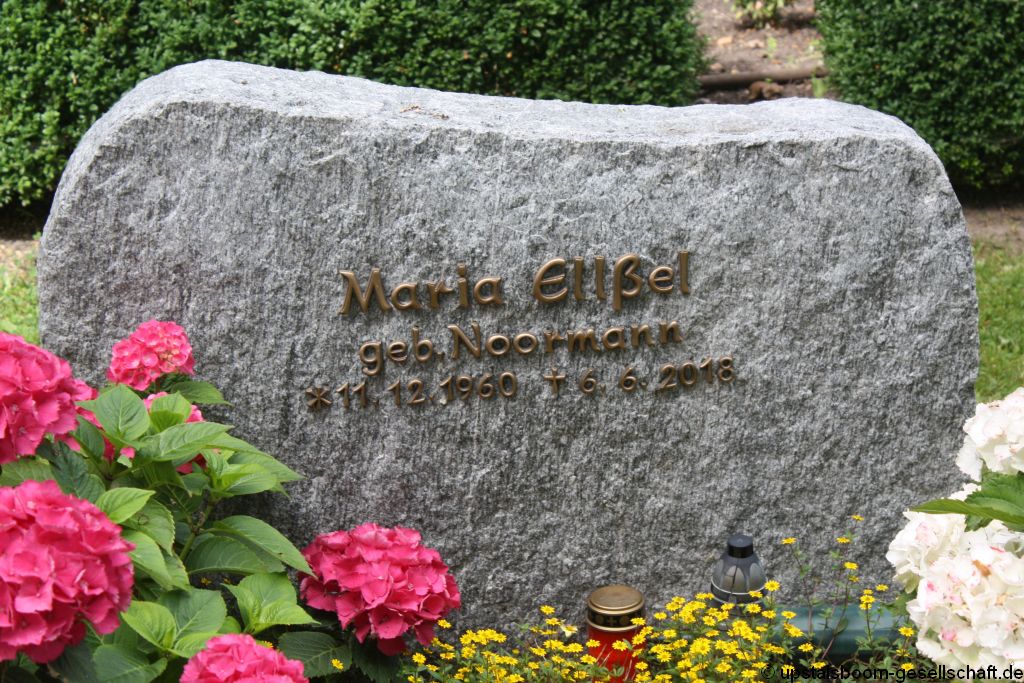 Maria Ellßel
geb. Noormann
* 11. 12. 1960 † 6. 6. 2018
© upstalsboom-gesellschaft.de